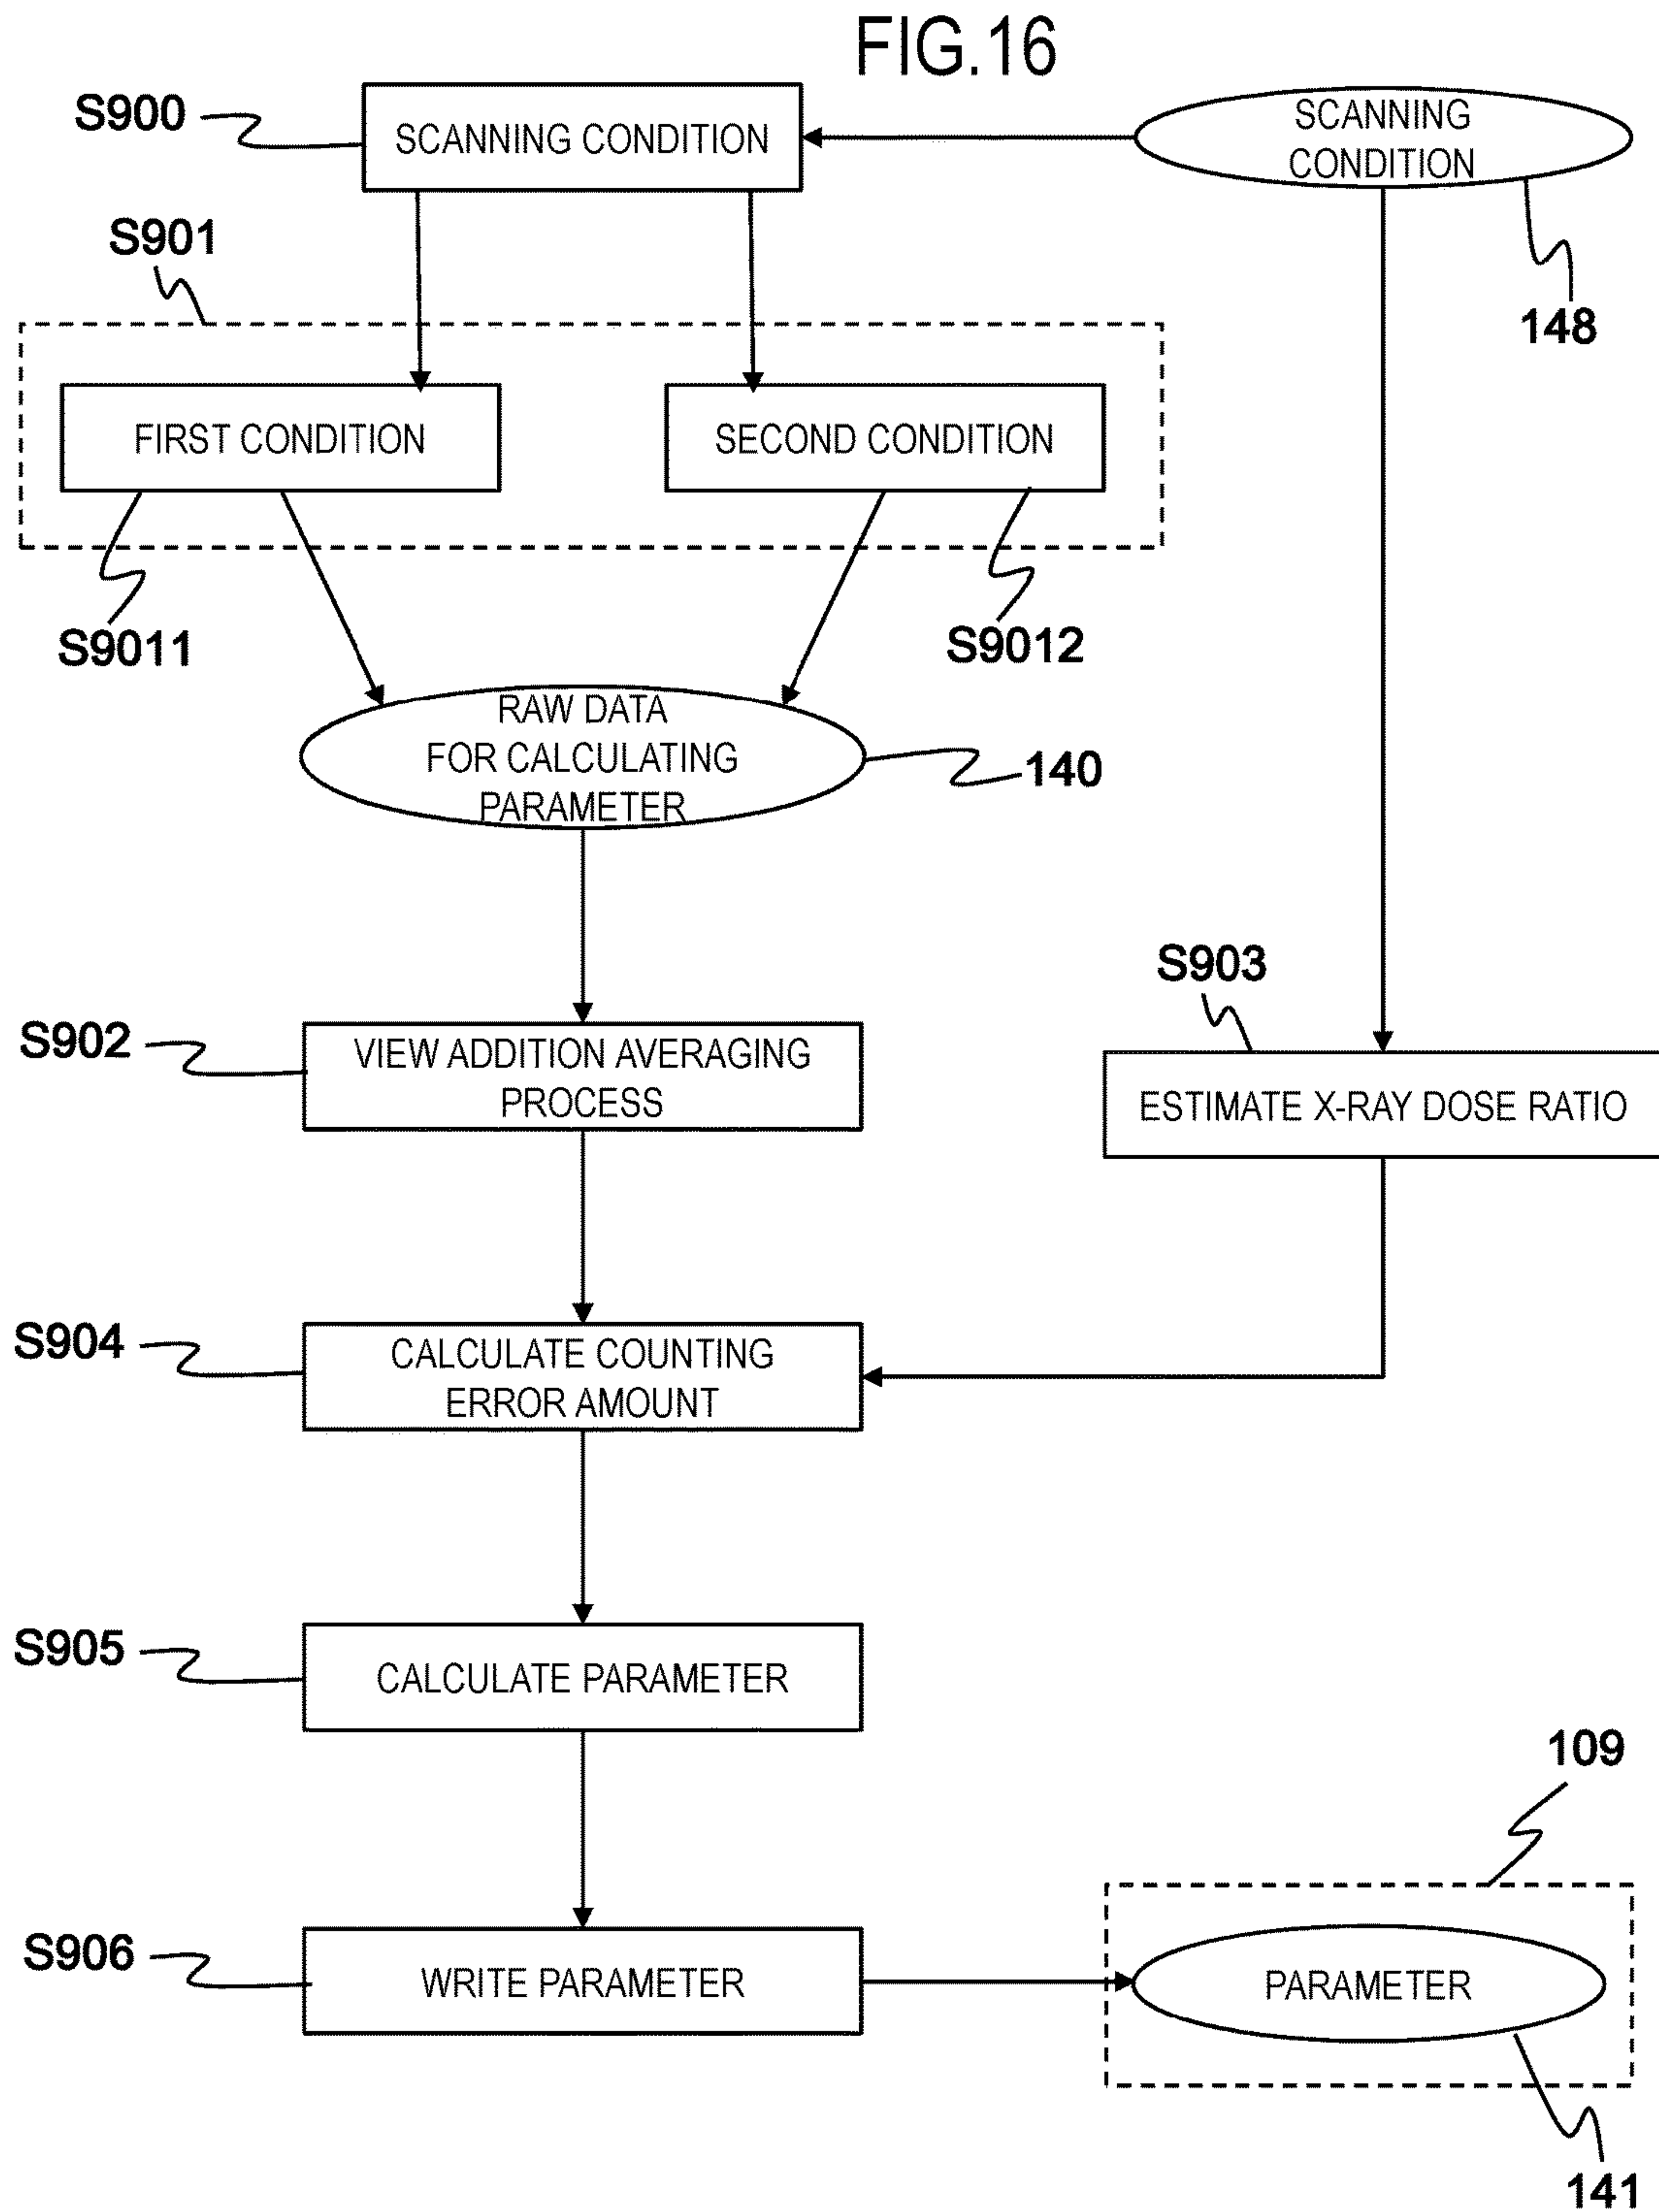 FIG.16
S900
SCANNING CONDITION
SCANNING
CONDITION
148
S901
FIRST CONDITION
SECOND CONDITION
S9011
S9012
RAW DATA
FOR CALCULATING
PARAMETER
140
S902
VIEW ADDITION AVERAGING
PROCESS
S903
ESTIMATE X-RAY DOSE RATIO
S904
CALCULATE COUNTING
ERROR AMOUNT
S905
CALCULATE PARAMETER
109
S906
WRITE PARAMETER
PARAMETER
141